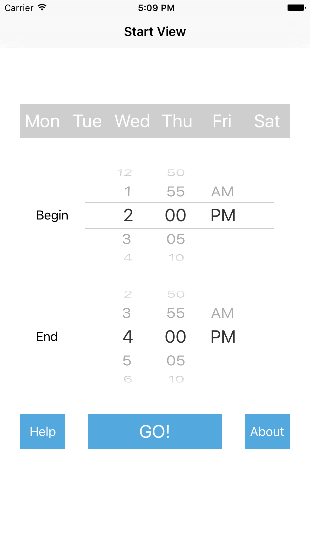 Carrier 5:09 PM
Start View
Mon Tue Wed Thu Fri Sat
12 50
1 55 AM
Begin 2 00 PM
3 05
4 10
2 50
3 55 AM
End 4 00 PM
5 05
6 10
Help GO! About